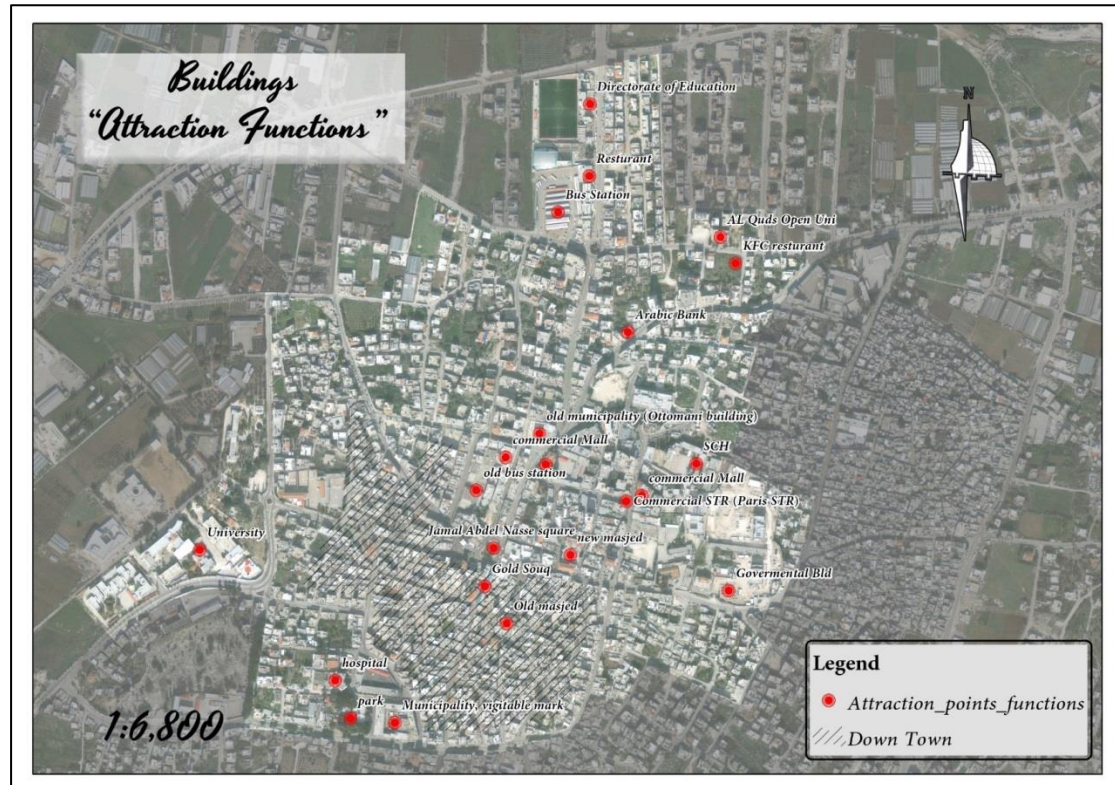 Buildings
“Attraction Functions”
Directorate of Education
N
Resturant
Bus Station
AL Quds Open Uni
KFC resturant
Arabic Bank
old municipality (Ottomani building)
commercial Mall
SCH
old bus station
commercial Mall
Commercial STR (Paris STR)
University
Jamal Abdel Nasse square
new masjed
Gold Souq
Govermental Bld
Old masjed
hospital
park
Municipality, vigitable mark
1:6,800
Legend
Attraction_points_functions
Down Town